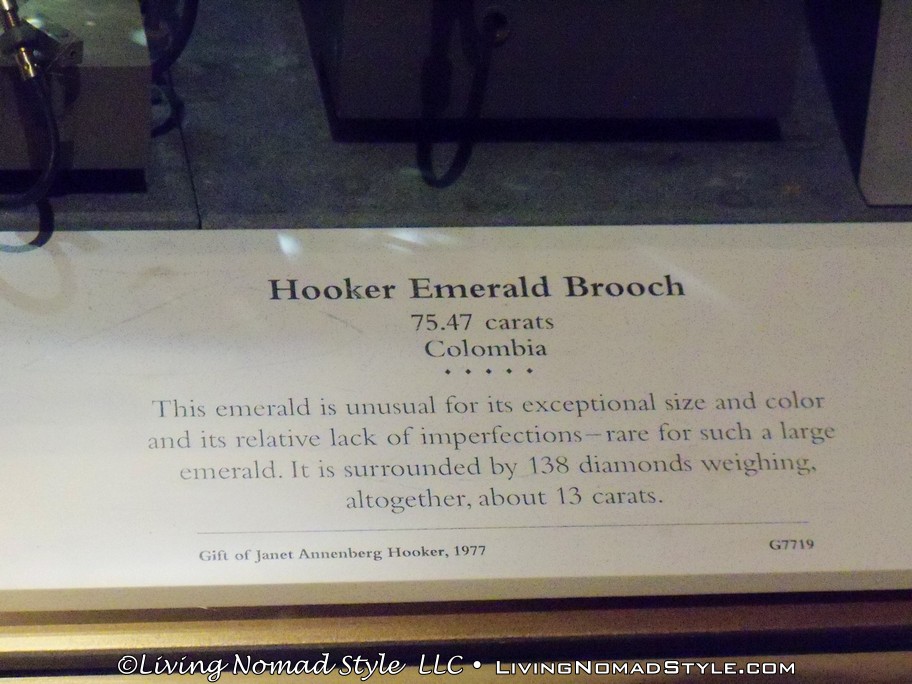 Hooker Emerald Brooch
75.47 carats
Colombia
This emerald is unusual for its exceptional size and color
and its relative lack of imperfections—rare for such a large
emerald. It is surrounded by 138 diamonds weighing,
altogether, about 13 carats.
Gift of Janet Annenberg Hooker, 1977
G7719
©Living Nomad Style LLC • LivingNomadStyle.com